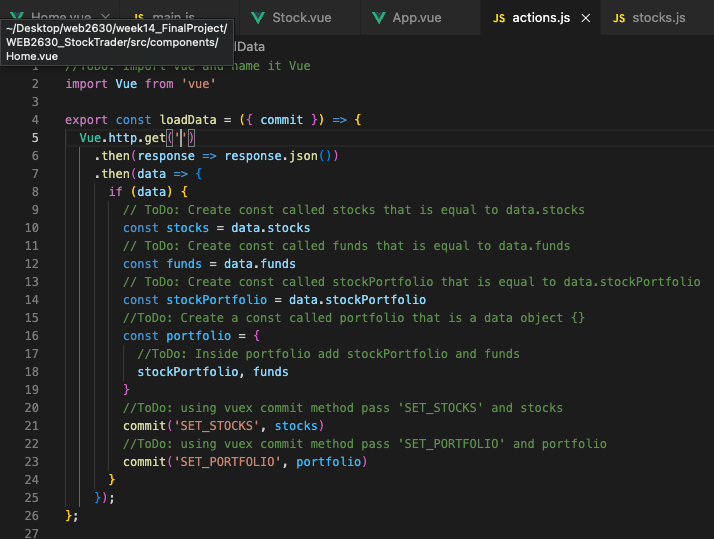 Home.vue main.js Stock.vue App.vue JS actions.js × JS stocks.js
~/Desktop/web2630/week14_FinalProject/
WEB2630_StockTrader/src/components/
Home.vue
Data
1 //ToDo: import vue and name it Vue
2 import Vue from 'vue'
3
4 export const loadData = ({ commit }) => {
5 Vue.http.get('')
6 .then(response => response.json())
7 .then(data => {
8 if (data) {
9 // ToDo: Create const called stocks that is equal to data.stocks
10 const stocks = data.stocks
11 // ToDo: Create const called funds that is equal to data.funds
12 const funds = data.funds
13 // ToDo: Create const called stockPortfolio that is equal to data.stockPortfolio
14 const stockPortfolio = data.stockPortfolio
15 //ToDo: Create a const called portfolio that is a data object {}
16 const portfolio = {
17 //ToDo: Inside portfolio add stockPortfolio and funds
18 stockPortfolio, funds
19 }
20 //ToDo: using vuex commit method pass 'SET_STOCKS' and stocks
21 commit('SET_STOCKS', stocks)
22 //ToDo: using vuex commit method pass 'SET_PORTFOLIO' and portfolio
23 commit('SET_PORTFOLIO', portfolio)
24 }
25 });
26 };
27